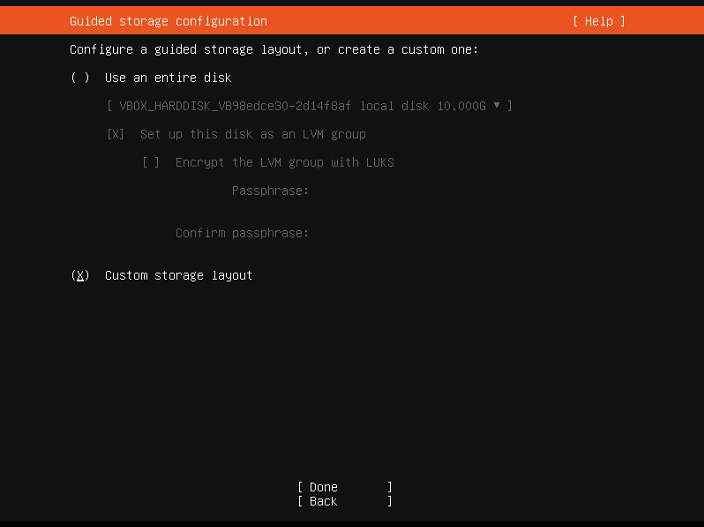 Guided storage configuration [ Help ]
Configure a guided storage layout, or create a custom one:
( ) Use an entire disk
[ VBOX_HARDDISK_VB98edce30-2d14f8af local disk 10.000G ▾ ]
[X] Set up this disk as an LVM group
[ ] Encrypt the LVM group with LUKS
Passphrase:
Confirm passphrase:
(X) Custom storage layout
[ Done ]
[ Back ]